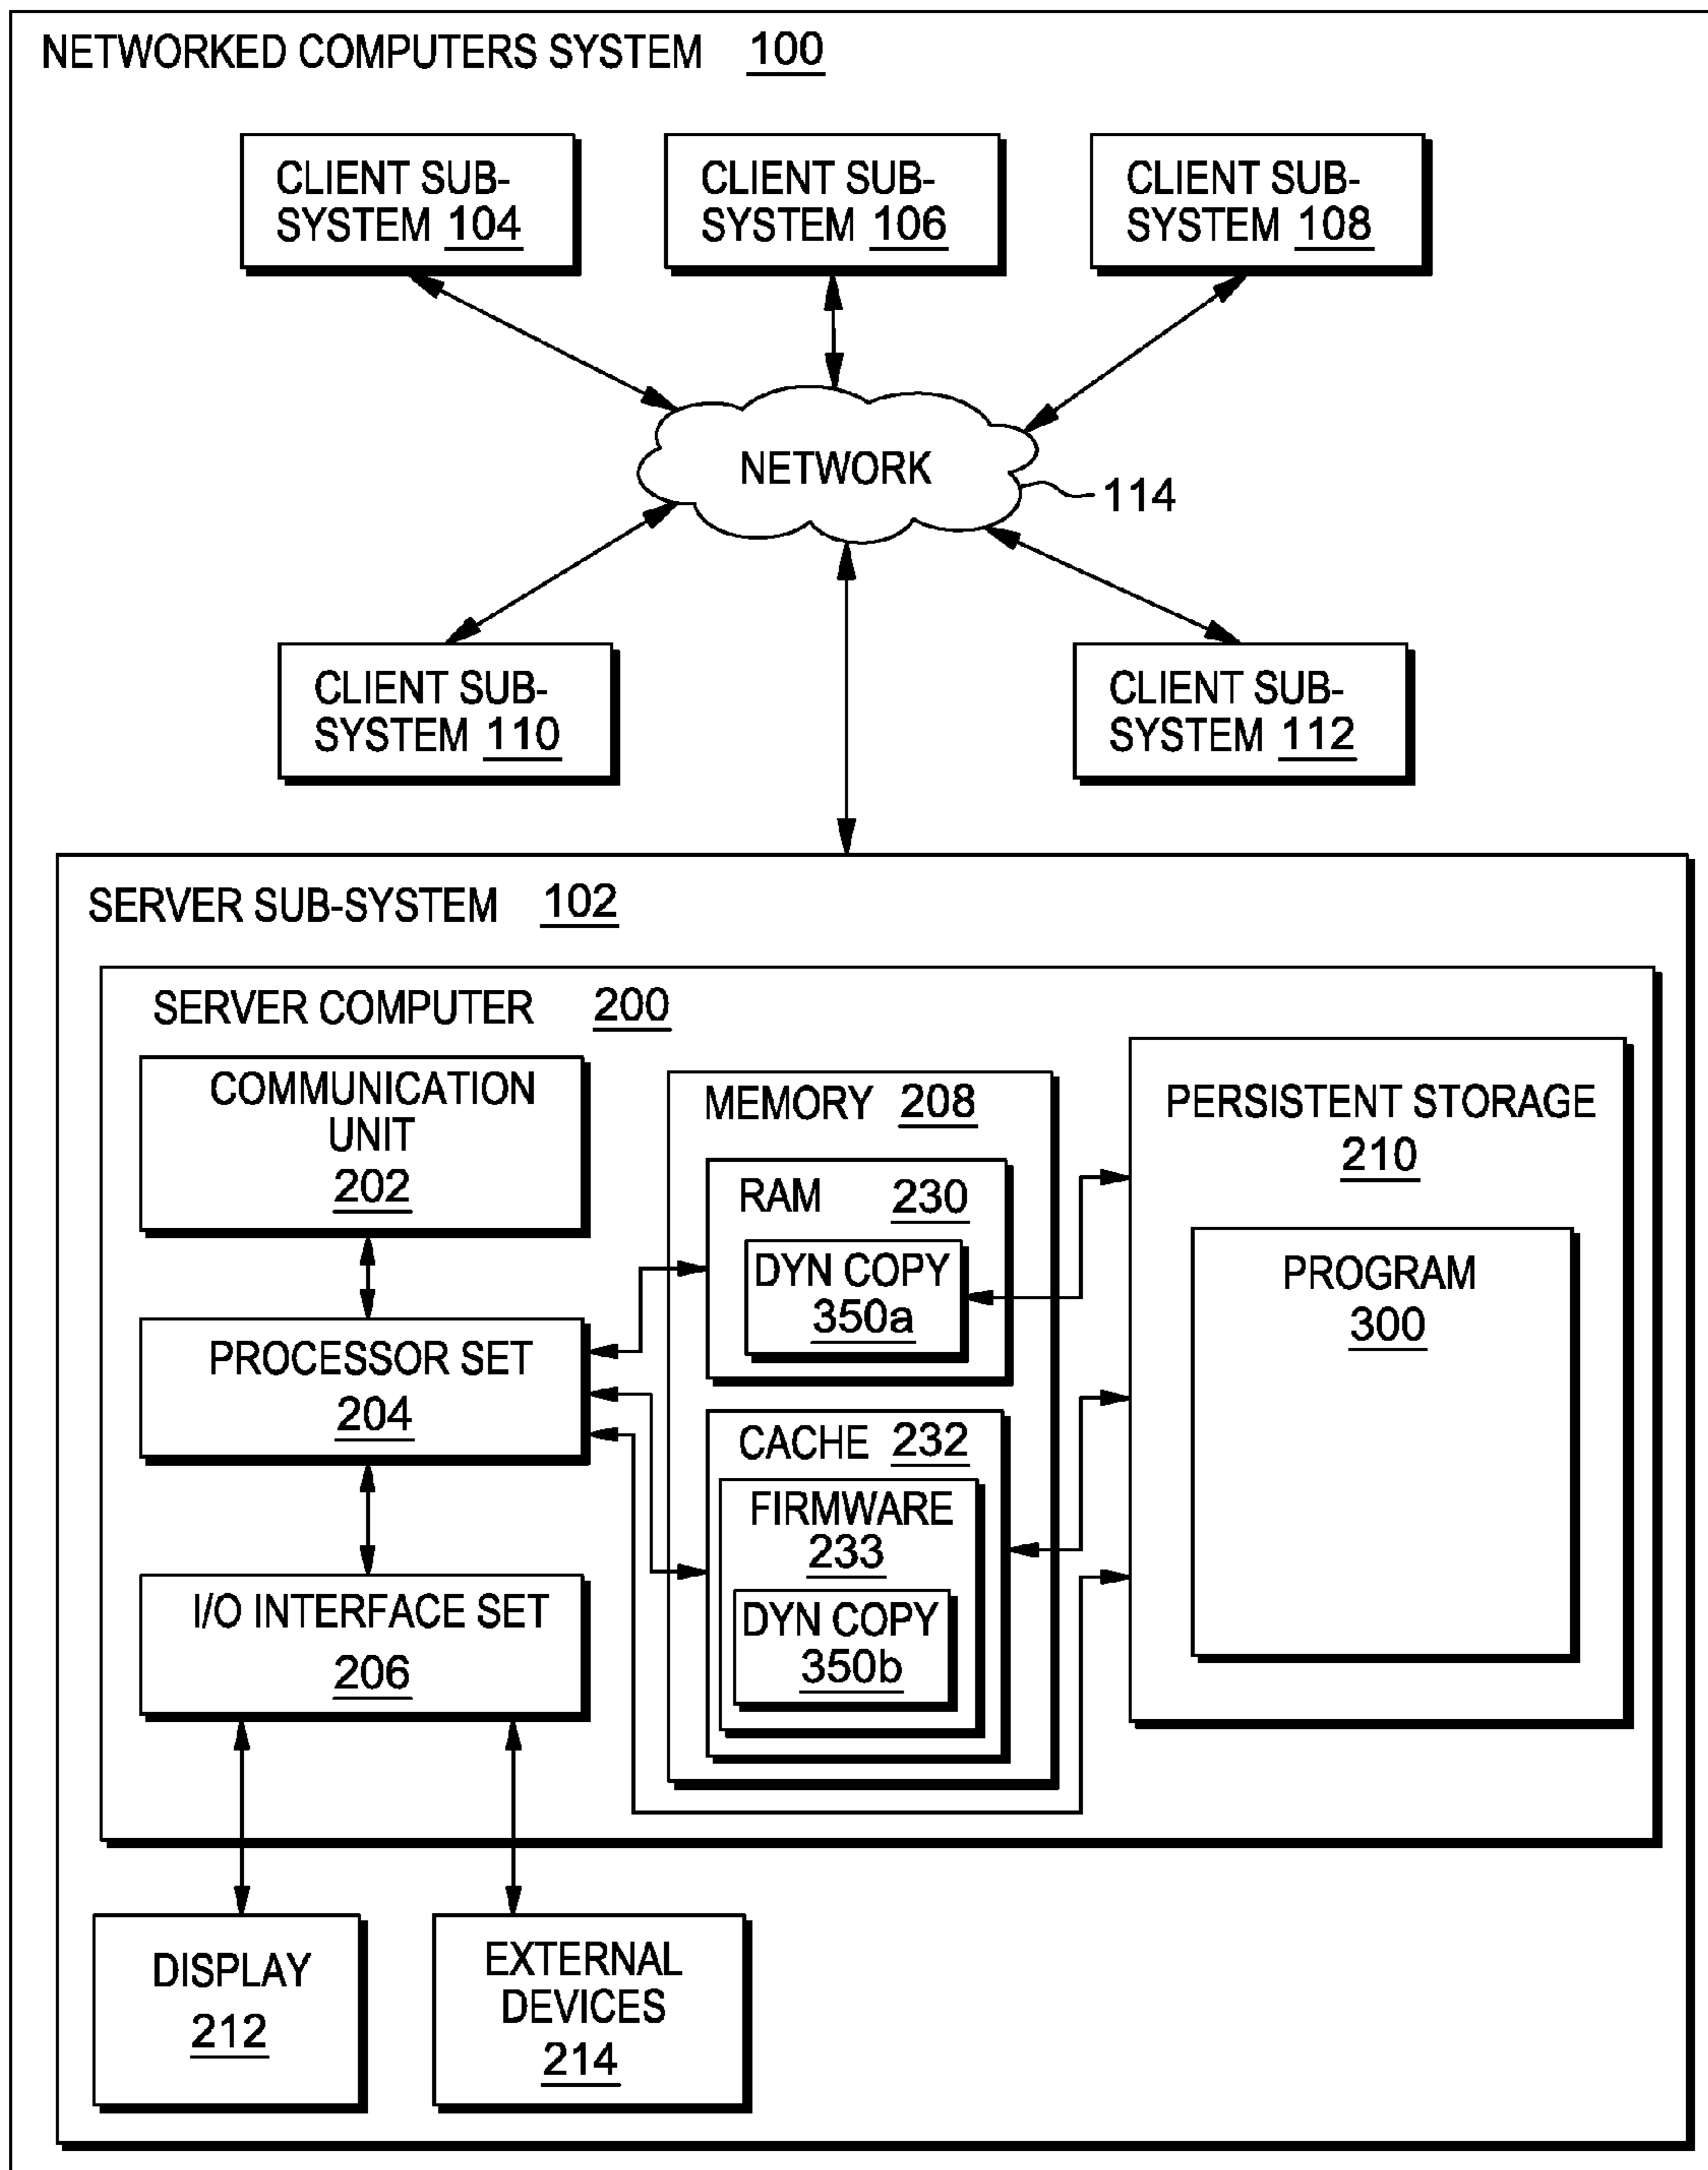 NETWORKED COMPUTERS SYSTEM 100
CLIENT SUB-
SYSTEM 104
CLIENT SUB-
SYSTEM 106
CLIENT SUB-
SYSTEM 108
NETWORK
114
CLIENT SUB-
SYSTEM 110
CLIENT SUB-
SYSTEM 112
SERVER SUB-SYSTEM 102
SERVER COMPUTER 200
COMMUNICATION
UNIT
202
PROCESSOR SET
204
I/O INTERFACE SET
206
MEMORY 208
RAM 230
DYN COPY
350a
CACHE 232
FIRMWARE
233
DYN COPY
350b
PERSISTENT STORAGE
210
PROGRAM
300
DISPLAY
212
EXTERNAL
DEVICES
214